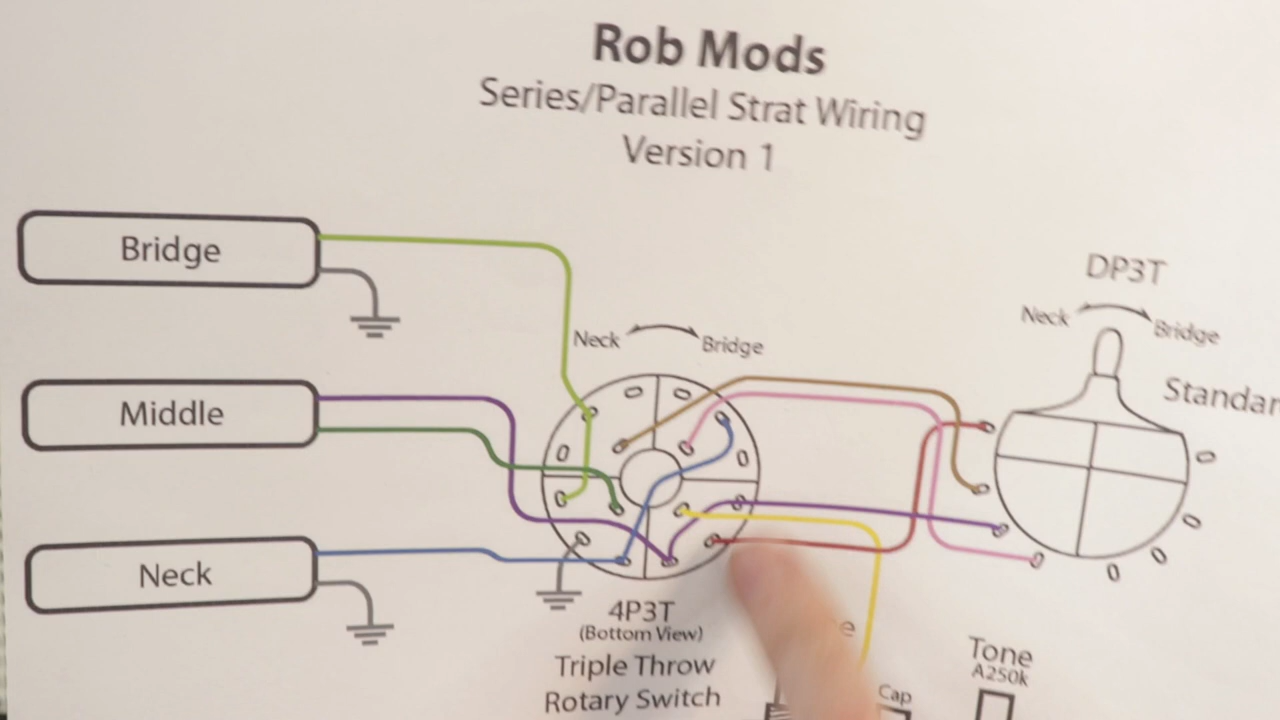 Rob Mods
Series/Parallel Strat Wiring
Version 1
Bridge
DP3T
Neck
Bridge
Neck
Bridge
Middle
Neck
4P3T
(Bottom View)
Triple Throw
Rotary Switch
Cap
Tone
A250k